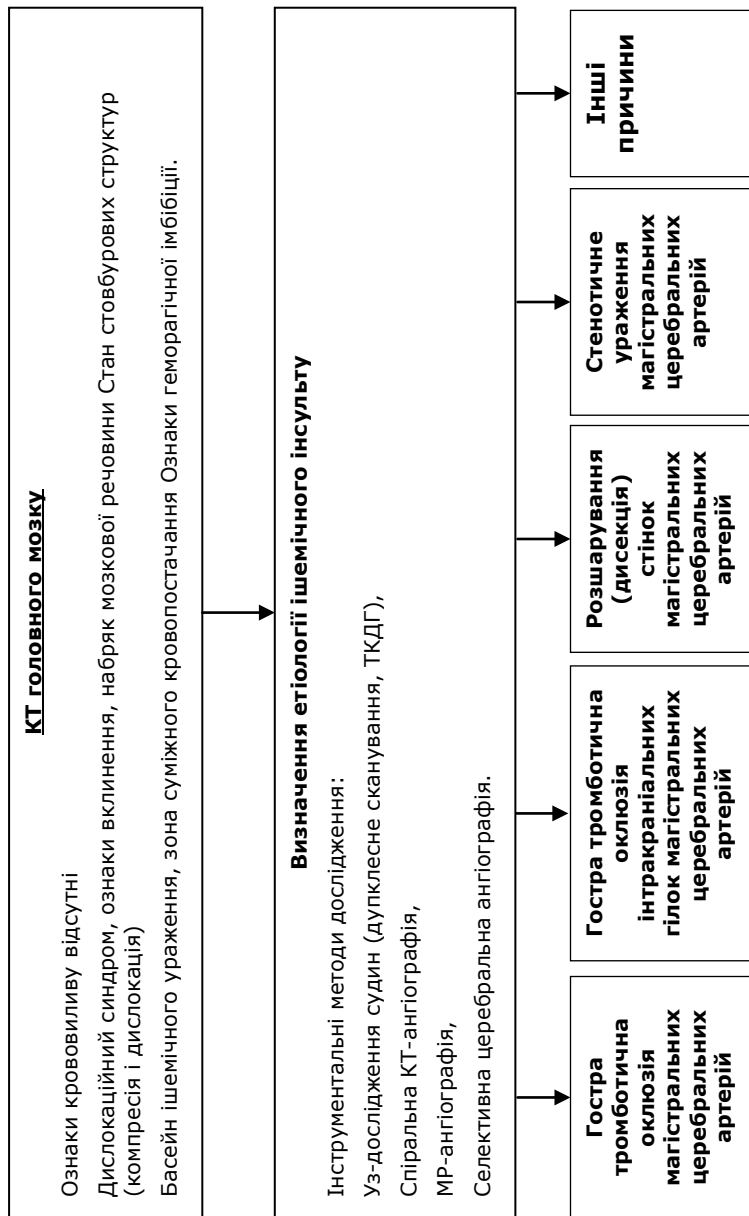 КТ головного мозку
Ознаки крововиливу відсутні
Дислокаційний синдром, ознаки вклинення, набряк мозкової речовини Стан стовбурових структур
(компресія і дислокація)
Басейн ішемічного ураження, зона суміжного кровопостачання Ознаки геморагічної імбібіції.
Визначення етіології ішемічного інсульту
Інструментальні методи дослідження:
Уз-дослідження судин (дупклесне сканування, ТКДГ),
Спіральна КТ-ангіографія,
МР-ангіографія,
Селективна церебральна ангіографія.
Гостра
тромботична
оклюзія
магістральних
церебральних
артерій
Гостра тромботична
оклюзія
інтракраніальних
гілок магістральних
церебральних
артерій
Розшарування
(дисекція)
стінок
магістральних
церебральних
артерій
Стенотичне
ураження
магістральних
церебральних
артерій
Інші
причини